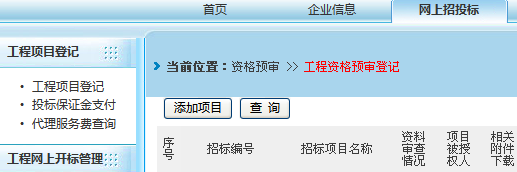 首页 企业信息 网上招投标
工程项目登记
• 工程项目登记
• 投标保证金支付
• 代理服务费查询
工程网上开标管理
当前位置：资格预审 >> 工程资格预审登记
添加项目 查 询
序号 招标编号 招标项目名称 资料审查情况 项目被授权人 相关附件下载